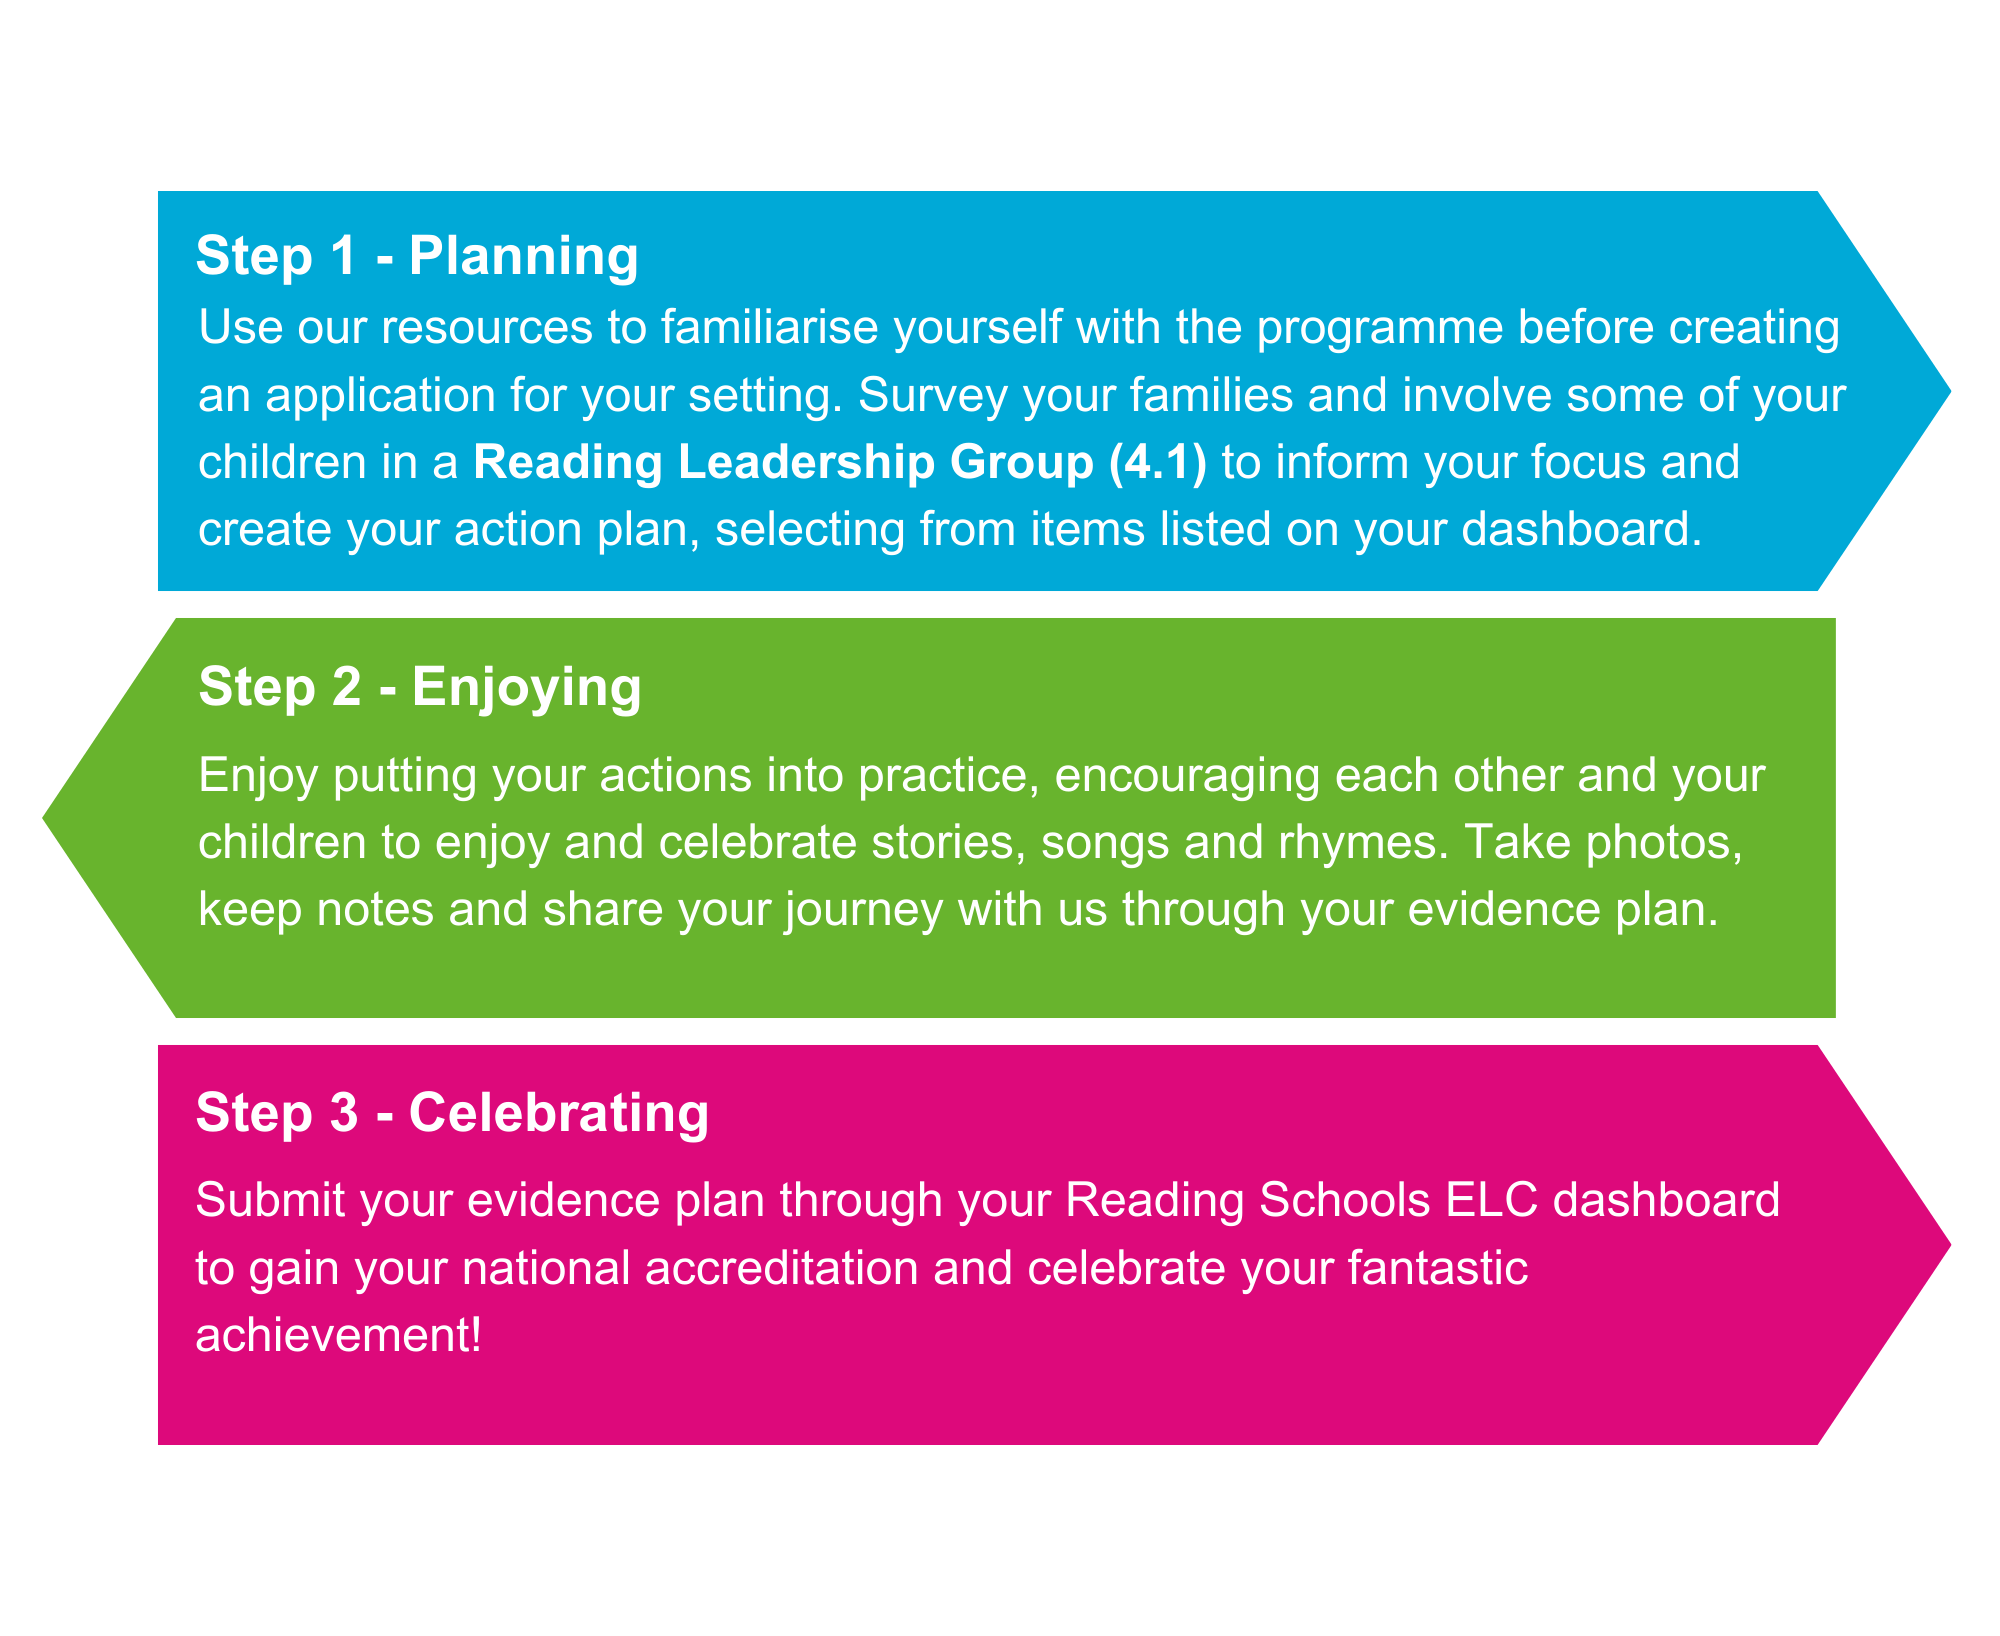 Step 1 - Planning
Use our resources to familiarise yourself with the programme before creating
an application for your setting. Survey your families and involve some of your
children in a Reading Leadership Group (4.1) to inform your focus and
create your action plan, selecting from items listed on your dashboard.
Step 2 - Enjoying
Enjoy putting your actions into practice, encouraging each other and your
children to enjoy and celebrate stories, songs and rhymes. Take photos,
keep notes and share your journey with us through your evidence plan.
Step 3 - Celebrating
Submit your evidence plan through your Reading Schools ELC dashboard
to gain your national accreditation and celebrate your fantastic
achievement!